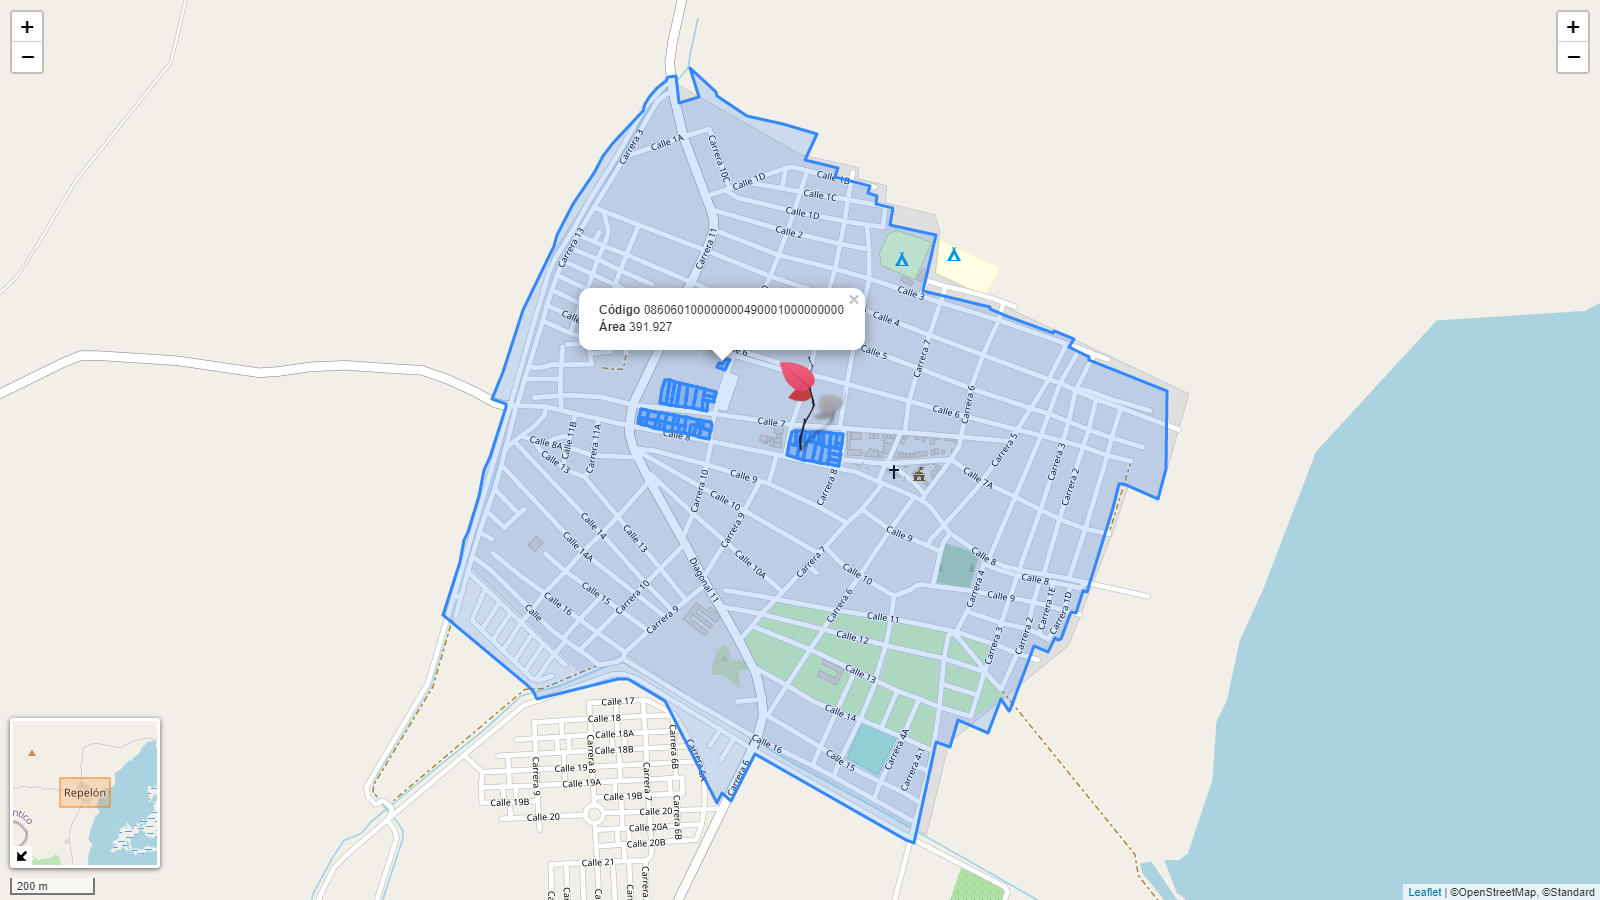 +
−
+
−
Carrera 3
Calle 1A
Carrera 10C
Calle 1D
Calle 1B
Calle 1C
Calle 1D
Calle 2
Carrera 13
Carrera 11
Calle 3
Código 086060100000000490001000000000
Área 391.927
×
Calle 4
Calle 5
Carrera 7
Carrera 6
Calle 6
Calle 7
Calle 8
Calle 8A
Carrera 11B
Carrera 11A
Calle 13
Carrera 5
Carrera 3
Carrera 2
Calle 7A
Calle 9
Carrera 8
Carrera 10
Calle 10
Carrera 9
Calle 14
Calle 13
Calle 14A
Calle 9
Calle 10A
Carrera 7
Calle 10
Calle 8
Calle 8
Diagonal 11
Carrera 10
Calle 15
Calle 16
Calle
Carrera 9
Carrera 6
Carrera 4
Calle 9
Carrera 1E
Carrera 1D
Calle 11
Calle 12
Carrera 3
Carrera 2
Calle 13
Calle 14
Calle 17
Calle 18
Calle 18A
Calle 18B
Calle 19
Calle 19A
Calle 19B
Calle 19B
Calle 20
Calle 20
Calle 20A
Calle 20B
Calle 21
Carrera 9
Carrera 8
Carrera 7
Carrera 6B
Carrera 6B
Carrera 6A
Carrera 6
Calle 16
Calle 15
Carrera 4A
Carrera 4-1
Carrera
Repelón
ntico
200 m
Leaflet | ©OpenStreetMap, ©Standard